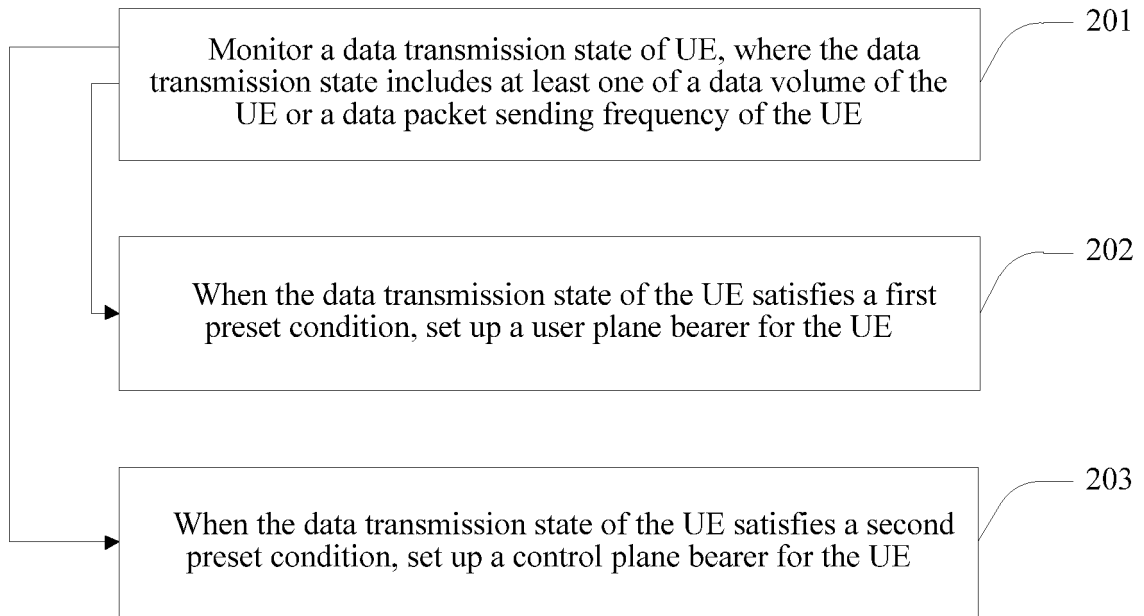 201
Monitor a data transmission state of UE, where the data
transmission state includes at least one of a data volume of the
UE or a data packet sending frequency of the UE
202
When the data transmission state of the UE satisfies a first
preset condition, set up a user plane bearer for the UE
203
When the data transmission state of the UE satisfies a second
preset condition, set up a control plane bearer for the UE